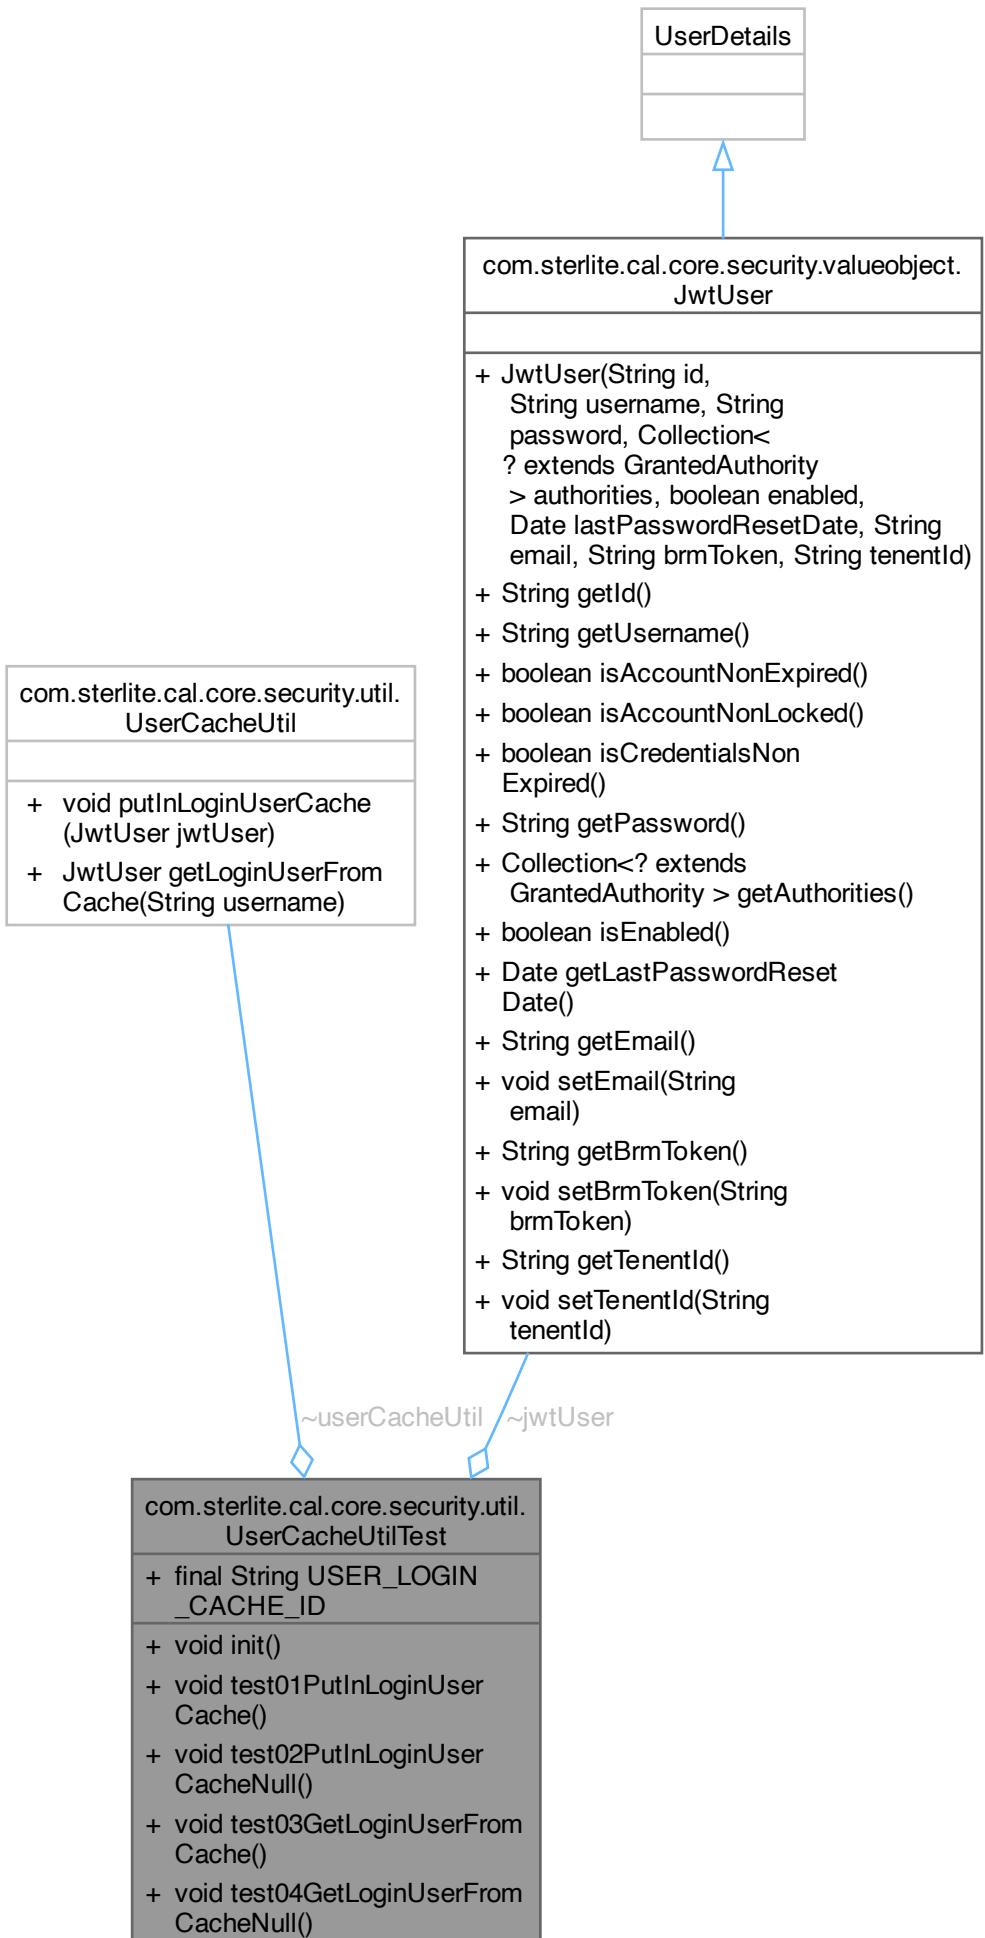 UserDetails
com.sterlite.cal.core.security.valueobject.
JwtUser
+ JwtUser(String id,
String username, String
password, Collection<
? extends GrantedAuthority
> authorities, boolean enabled,
Date lastPasswordResetDate, String
email, String brmToken, String tenentId)
+ String getId()
+ String getUsername()
+ boolean isAccountNonExpired()
+ boolean isAccountNonLocked()
+ boolean isCredentialsNon
Expired()
+ String getPassword()
+ Collection<? extends
GrantedAuthority > getAuthorities()
+ boolean isEnabled()
+ Date getLastPasswordReset
Date()
+ String getEmail()
+ void setEmail(String
email)
+ String getBrmToken()
+ void setBrmToken(String
brmToken)
+ String getTenentId()
+ void setTenentId(String
tenentId)
com.sterlite.cal.core.security.util.
UserCacheUtil
+ void putInLoginUserCache
(JwtUser jwtUser)
+ JwtUser getLoginUserFrom
Cache(String username)
~userCacheUtil
~jwtUser
com.sterlite.cal.core.security.util.
UserCacheUtilTest
+ final String USER_LOGIN
_CACHE_ID
+ void init()
+ void test01PutInLoginUser
Cache()
+ void test02PutInLoginUser
CacheNull()
+ void test03GetLoginUserFrom
Cache()
+ void test04GetLoginUserFrom
CacheNull()